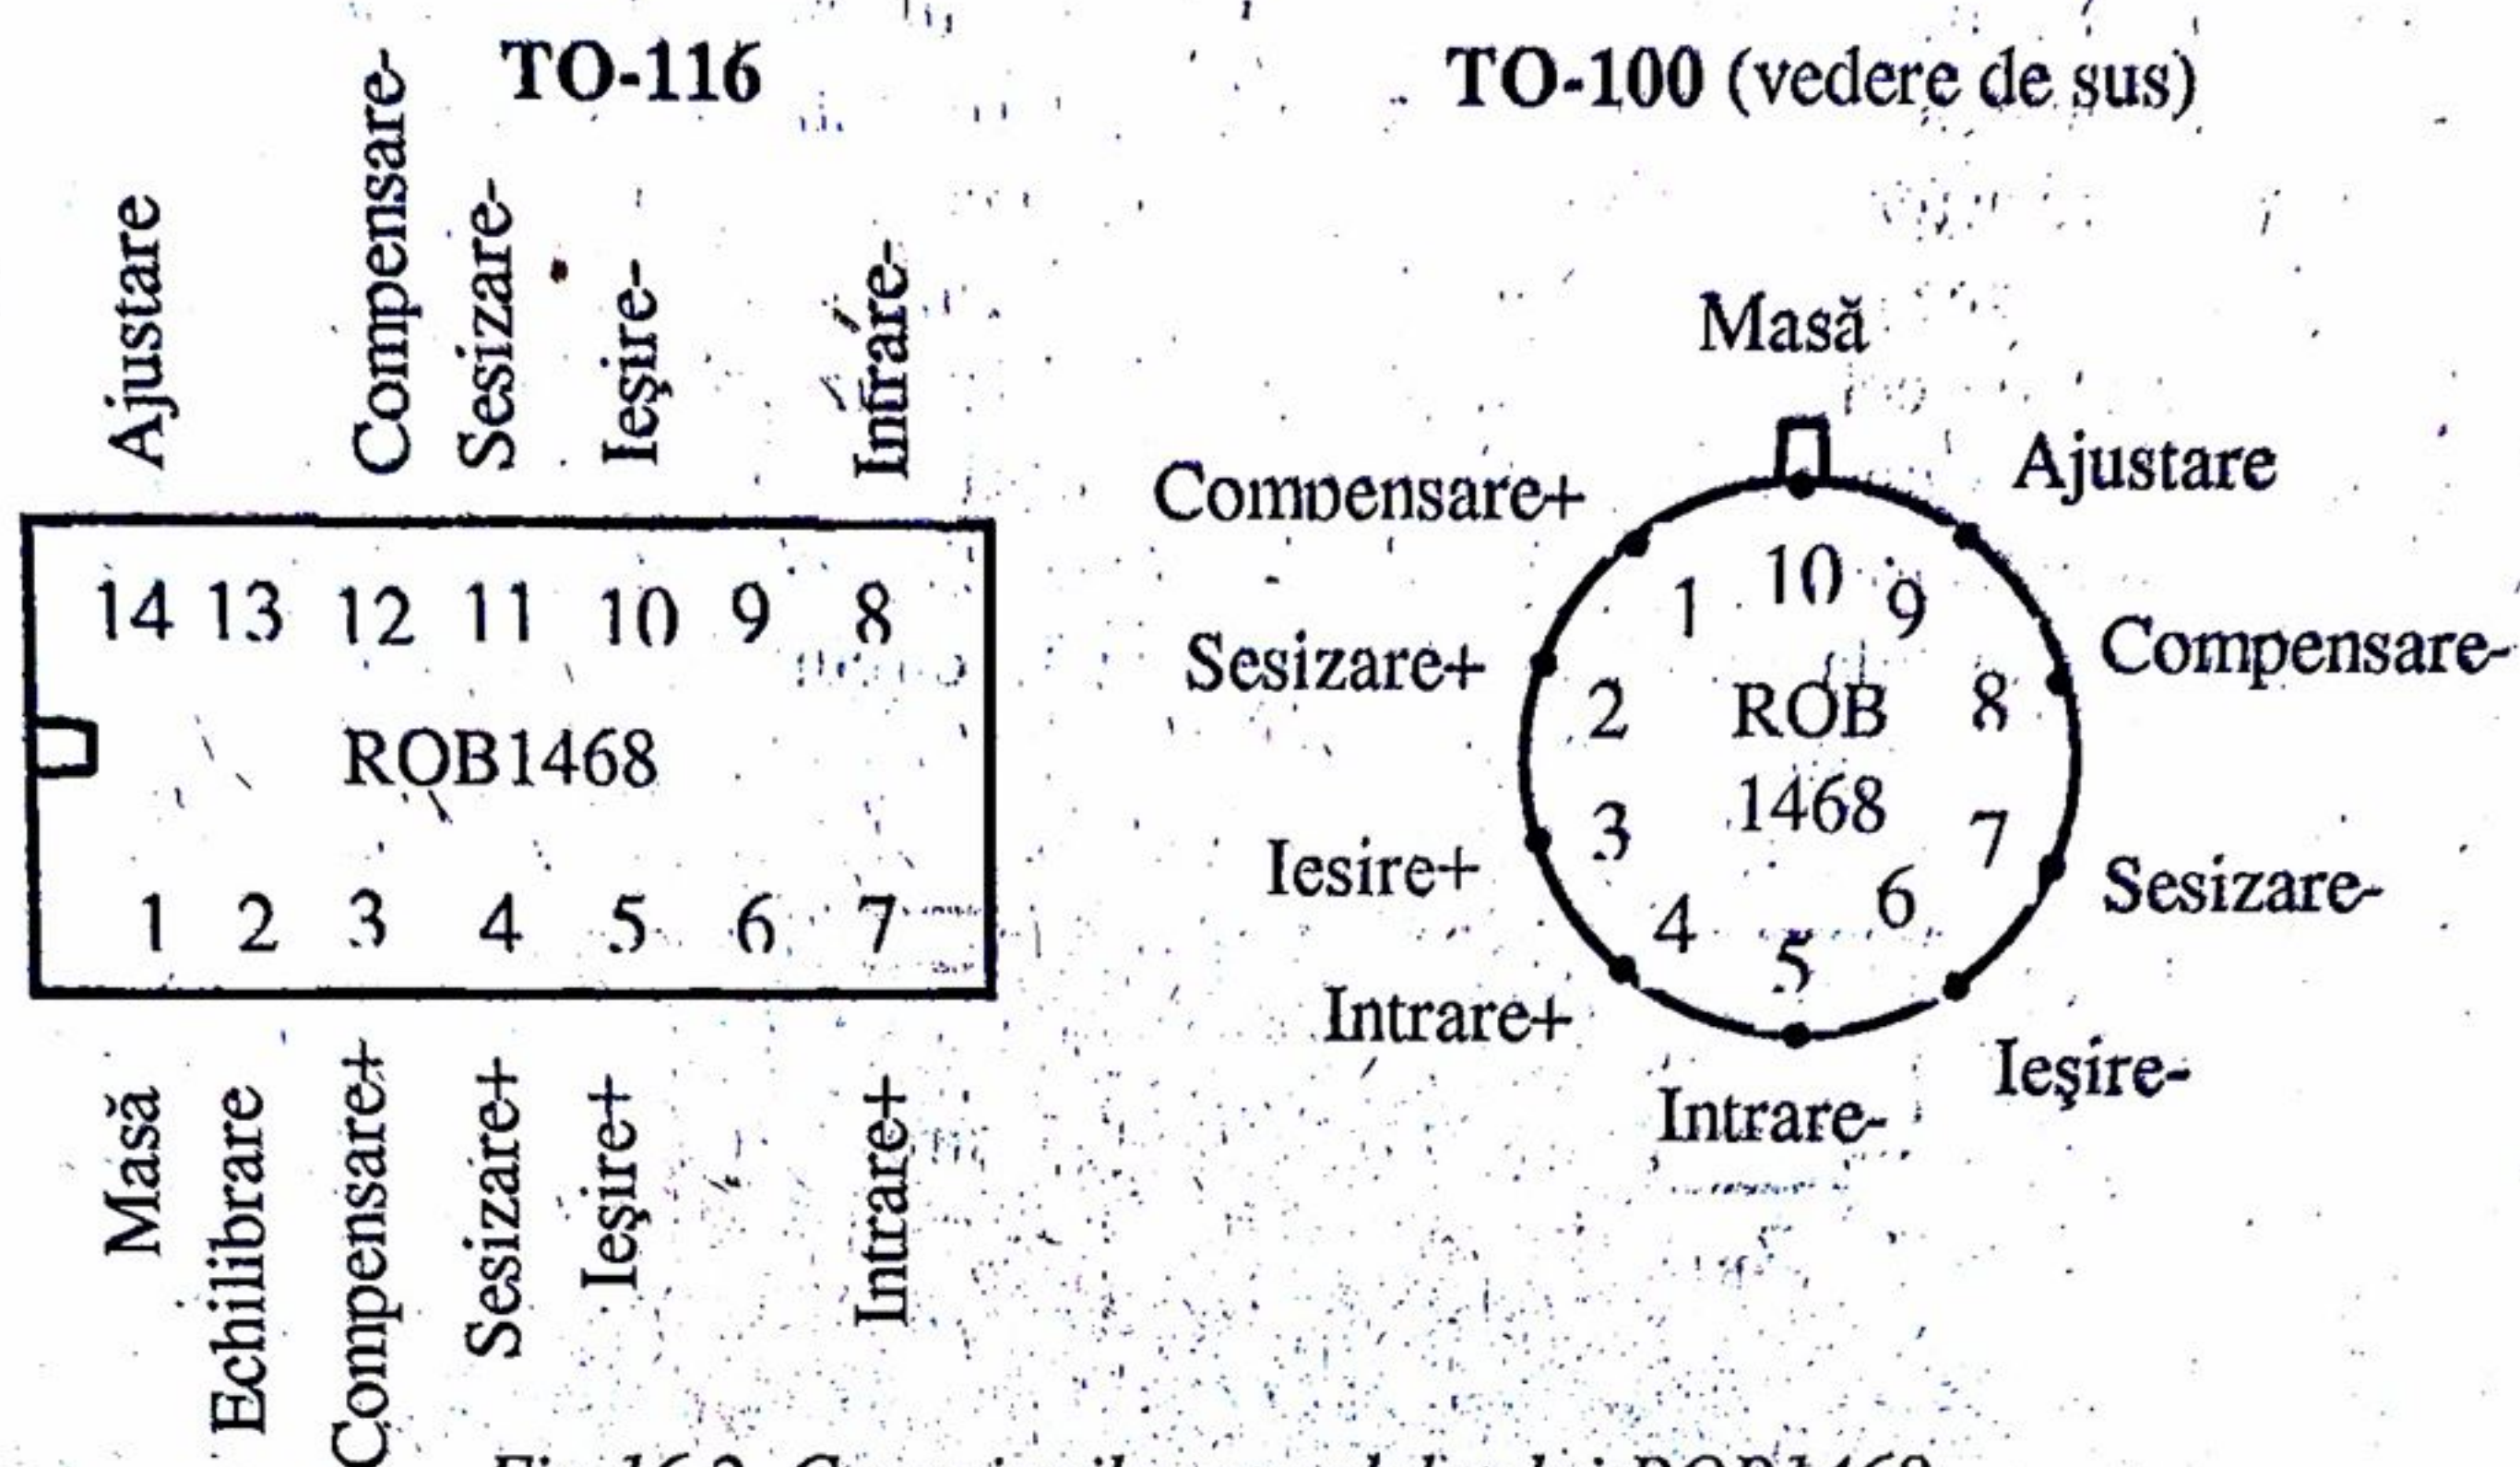 TO-116
Ajustare
Compensare-
Sesizare-
Ieşire-
Intrare-
14 13 12 11 10 9 8
ROB1468
1 2 3 4 5 6 7
Masă
Echilibrare
Compensare+
Sesizare+
Ieşire+
Intrare+
TO-100 (vedere de sus)
Masă
Ajustare
Compensare+
Compensare-
Sesizare+
Sesizare-
Iesire+
Ieşire-
Intrare+
Intrare-
1 10 9
2 ROB 8
3 1468 7
4 5 6